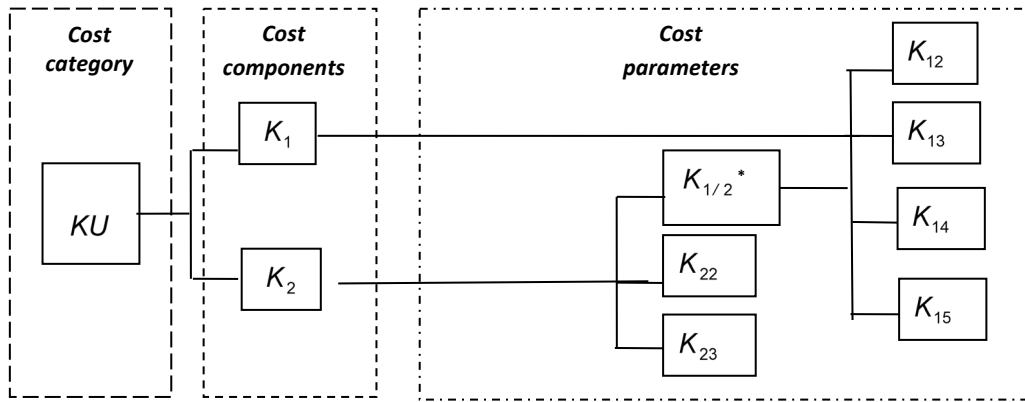 Cost
category
Cost
components
Cost
parameters
KU
K₁
K₂
K₁/₂ *
K₂₂
K₂₃
K₁₂
K₁₃
K₁₄
K₁₅